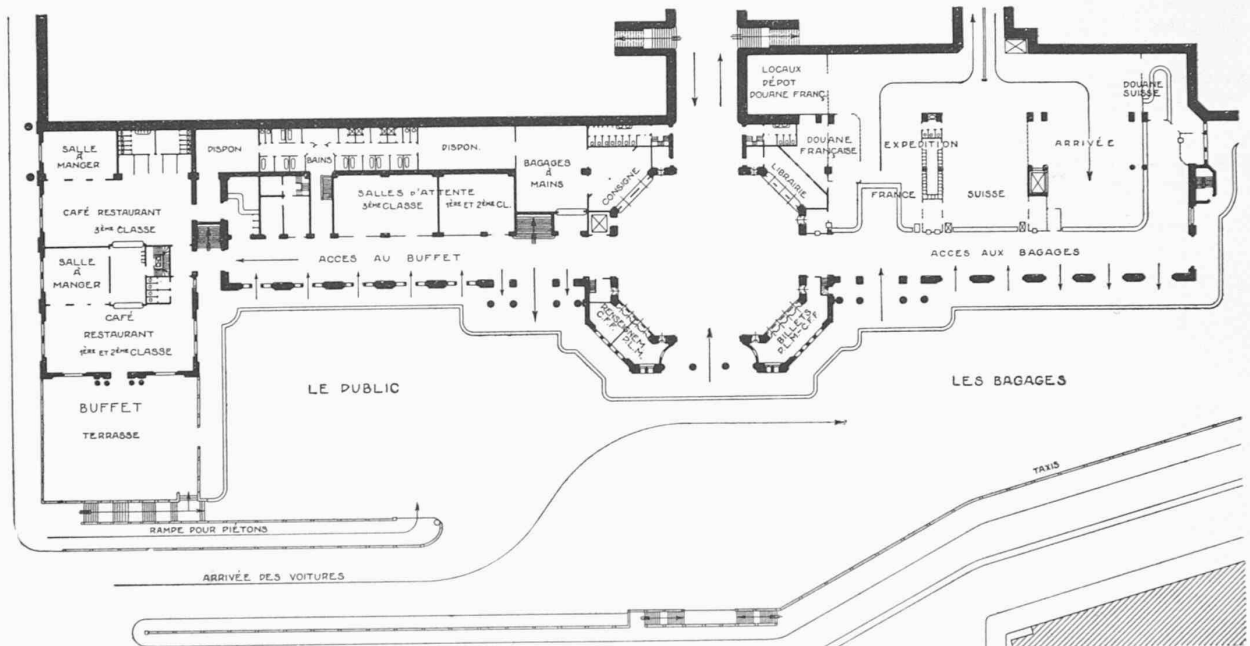 LOCAUX
DÉPOT
DOUANE FRANÇ.
DOUANE
SUISSE
SALLE
À
MANGER
DISPON
BAINS
DISPON.
BAGAGES
À
MAINS
CONSIGNE
LIBRAIRIE
DOUANE
FRANÇAISE
EXPEDITION
ARRIVÉE
FRANCE
SUISSE
SALLES D'ATTENTE
3ÈME CLASSE
1ÈRE ET 2ÈME CL.
CAFÉ RESTAURANT
3ÈME CLASSE
SALLE
À
MANGER
ACCES AU BUFFET
ACCES AUX BAGAGES
CAFÉ
RESTAURANT
1ÈRE ET 2ÈME CLASSE
RENSEIGNEM
C.F.F.
P.L.M.
BILLETS
P.L.M-CFF
LE PUBLIC
LES BAGAGES
BUFFET
TERRASSE
TAXIS
RAMPE POUR PIÉTONS
ARRIVÉE DES VOITURES